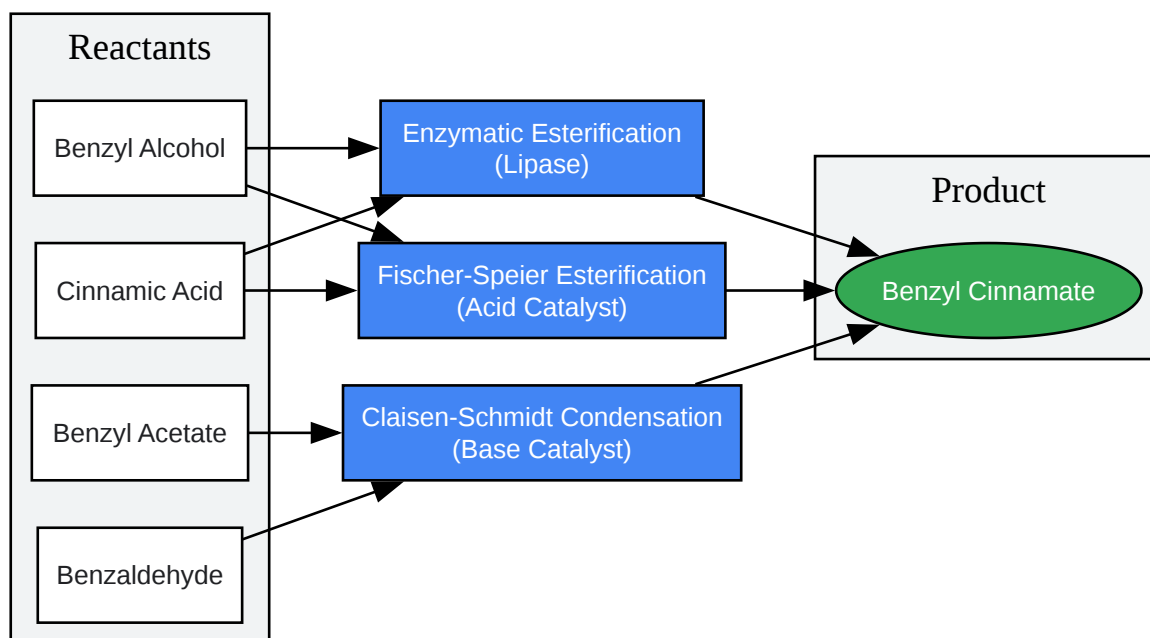 Reactants
Benzyl Alcohol
Cinnamic Acid
Benzyl Acetate
Benzaldehyde
Enzymatic Esterification
(Lipase)
Fischer-Speier Esterification
(Acid Catalyst)
Claisen-Schmidt Condensation
(Base Catalyst)
Product
Benzyl Cinnamate